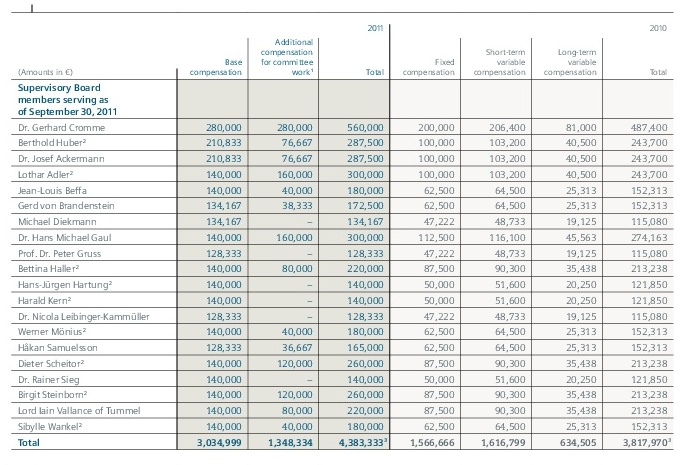 2011 2010
(Amounts in €) Base compensation Additional compensation for committee work¹ Total Fixed compensation Short-term variable compensation Long-term variable compensation Total
Supervisory Board
members serving as
of September 30, 2011
Dr. Gerhard Cromme 280,000 280,000 560,000 200,000 206,400 81,000 487,400
Berthold Huber² 210,833 76,667 287,500 100,000 103,200 40,500 243,700
Dr. Josef Ackermann 210,833 76,667 287,500 100,000 103,200 40,500 243,700
Lothar Adler² 140,000 160,000 300,000 100,000 103,200 40,500 243,700
Jean-Louis Beffa 140,000 40,000 180,000 62,500 64,500 25,313 152,313
Gerd von Brandenstein 134,167 38,333 172,500 62,500 64,500 25,313 152,313
Michael Diekmann 134,167 – 134,167 47,222 48,733 19,125 115,080
Dr. Hans Michael Gaul 140,000 160,000 300,000 112,500 116,100 45,563 274,163
Prof. Dr. Peter Gruss 128,333 – 128,333 47,222 48,733 19,125 115,080
Bettina Haller² 140,000 80,000 220,000 87,500 90,300 35,438 213,238
Hans-Jürgen Hartung² 140,000 – 140,000 50,000 51,600 20,250 121,850
Harald Kern² 140,000 – 140,000 50,000 51,600 20,250 121,850
Dr. Nicola Leibinger-Kammüller 128,333 – 128,333 47,222 48,733 19,125 115,080
Werner Mönius² 140,000 40,000 180,000 62,500 64,500 25,313 152,313
Håkan Samuelsson 128,333 36,667 165,000 62,500 64,500 25,313 152,313
Dieter Scheitor² 140,000 120,000 260,000 87,500 90,300 35,438 213,238
Dr. Rainer Sieg 140,000 – 140,000 50,000 51,600 20,250 121,850
Birgit Steinborn² 140,000 120,000 260,000 87,500 90,300 35,438 213,238
Lord Iain Vallance of Tummel 140,000 80,000 220,000 87,500 90,300 35,438 213,238
Sibylle Wankel² 140,000 40,000 180,000 62,500 64,500 25,313 152,313
Total 3,034,999 1,348,334 4,383,333³ 1,566,666 1,616,799 634,505 3,817,970³